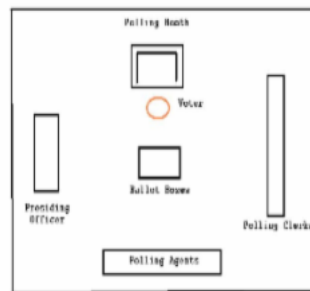 Polling Booth
Voter
Ballot Boxes
Presiding
Officer
Polling Clerks
Polling Agents